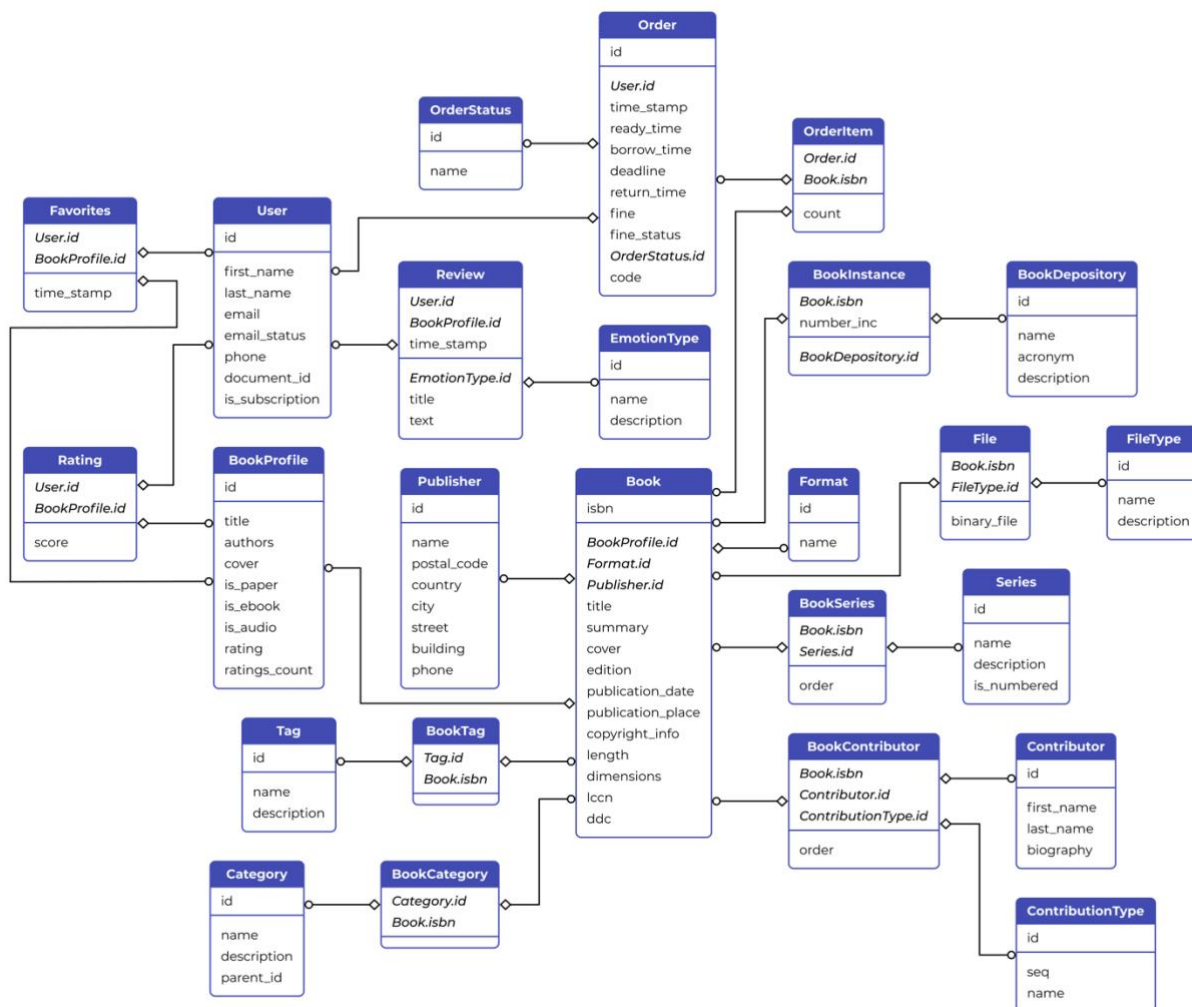 Order
id
User.id
time_stamp
ready_time
borrow_time
deadline
return_time
fine
fine_status
OrderStatus.id
code
OrderStatus
id
name
OrderItem
Order.id
Book.isbn
count
Favorites
User.id
BookProfile.id
time_stamp
User
id
first_name
last_name
email
email_status
phone
document_id
is_subscription
Review
User.id
BookProfile.id
time_stamp
EmotionType.id
title
text
EmotionType
id
name
description
BookInstance
Book.isbn
number_inc
BookDepository.id
BookDepository
id
name
acronym
description
Rating
User.id
BookProfile.id
score
BookProfile
id
title
authors
cover
is_paper
is_ebook
is_audio
rating
ratings_count
Publisher
id
name
postal_code
country
city
street
building
phone
Book
isbn
BookProfile.id
Format.id
Publisher.id
title
summary
cover
edition
publication_date
publication_place
copyright_info
length
dimensions
lccn
ddc
Format
id
name
File
Book.isbn
FileType.id
binary_file
FileType
id
name
description
BookSeries
Book.isbn
Series.id
order
Series
id
name
description
is_numbered
Tag
id
name
description
BookTag
Tag.id
Book.isbn
BookContributor
Book.isbn
Contributor.id
ContributionType.id
order
Contributor
id
first_name
last_name
biography
Category
id
name
description
parent_id
BookCategory
Category.id
Book.isbn
ContributionType
id
seq
name